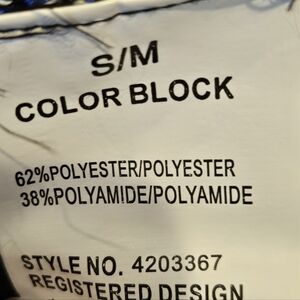 S/M
COLOR BLOCK
62%POLYESTER/POLYESTER
38%POLYAMIDE/POLYAMIDE
STYLE NO. 4203367
REGISTERED DESIGN